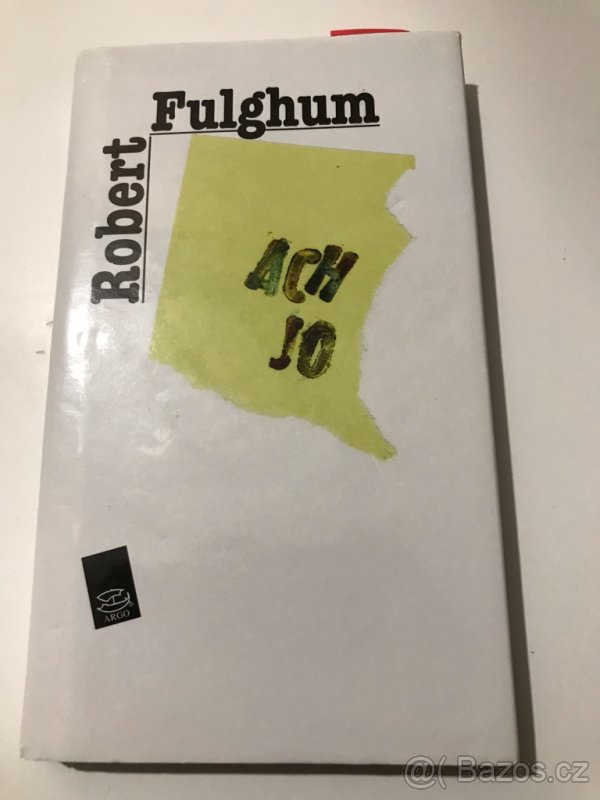 Robert
Fulghum
ACH
JO
ARGO
@( Bazos.cz